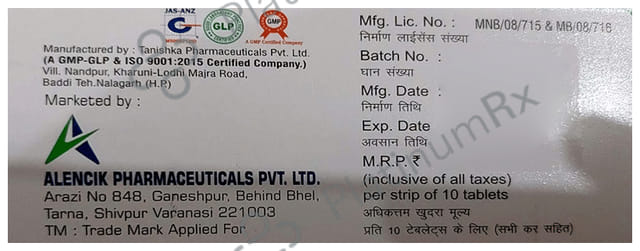 JAS-ANZ
GLP
GMP
A GMP Certified Company
Manufactured by : Tanishka Pharmaceuticals Pvt. Ltd.
(A GMP-GLP & ISO 9001:2015 Certified Company.)
Vill. Nandpur, Kharuni-Lodhi Majra Road,
Baddi Teh.Nalagarh (H.P.)
Marketed by :
ALENCIK PHARMACEUTICALS PVT. LTD.
Arazi No 848, Ganeshpur, Behind Bhel,
Tarna, Shivpur Varanasi 221003
TM : Trade Mark Applied For
Mfg. Lic. No. : MNB/08/715 & MB/08/716
निर्माण लाईसेंस संख्या
Batch No. :
घान संख्या
Mfg. Date :
निर्माण तिथि
Exp. Date
अवसान तिथि
M.R.P. ₹
(inclusive of all taxes)
per strip of 10 tablets
अधिकत्तम खुदरा मूल्य
प्रति 10 टेबलेट्स के लिए (सभी कर सहित)
PlatinumRx